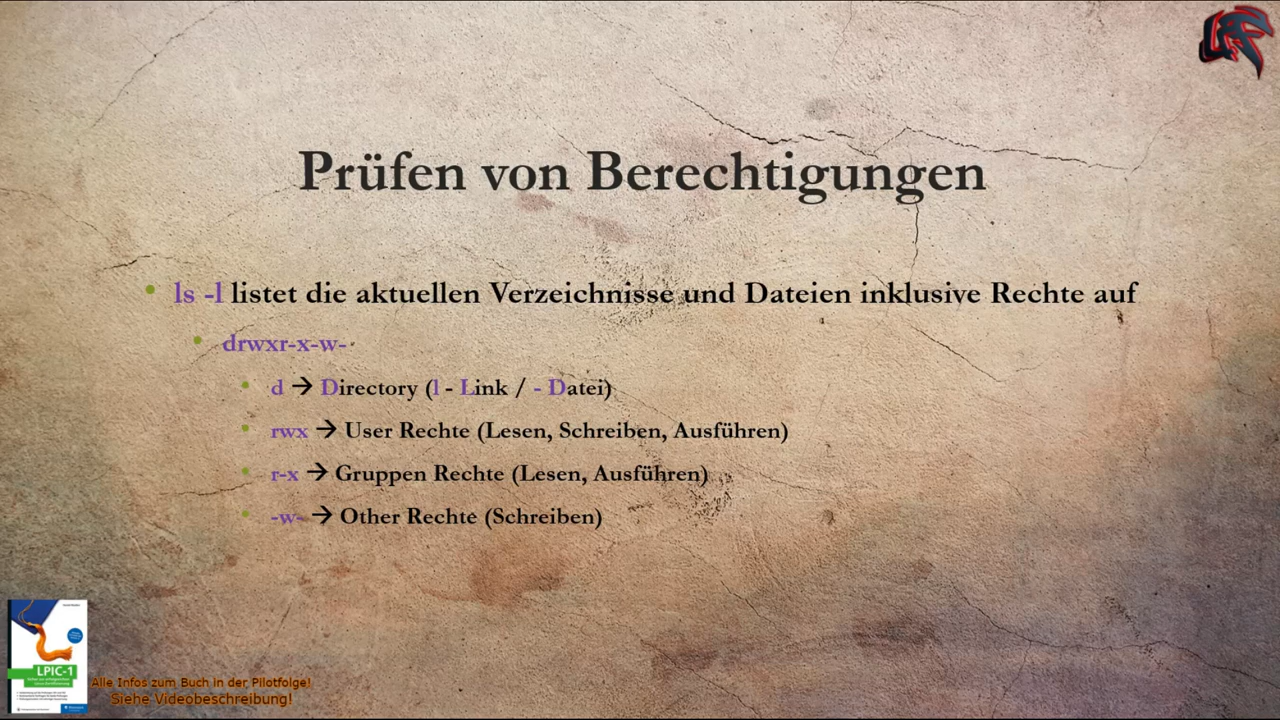 Prüfen von Berechtigungen
ls -l listet die aktuellen Verzeichnisse und Dateien inklusive Rechte auf
drwxr-x-w-
d → Directory (l - Link / - Datei)
rwx → User Rechte (Lesen, Schreiben, Ausführen)
r-x → Gruppen Rechte (Lesen, Ausführen)
-w- → Other Rechte (Schreiben)
LPIC-1
Alle Infos zum Buch in der Pilotfolge!
Siehe Videobeschreibung!